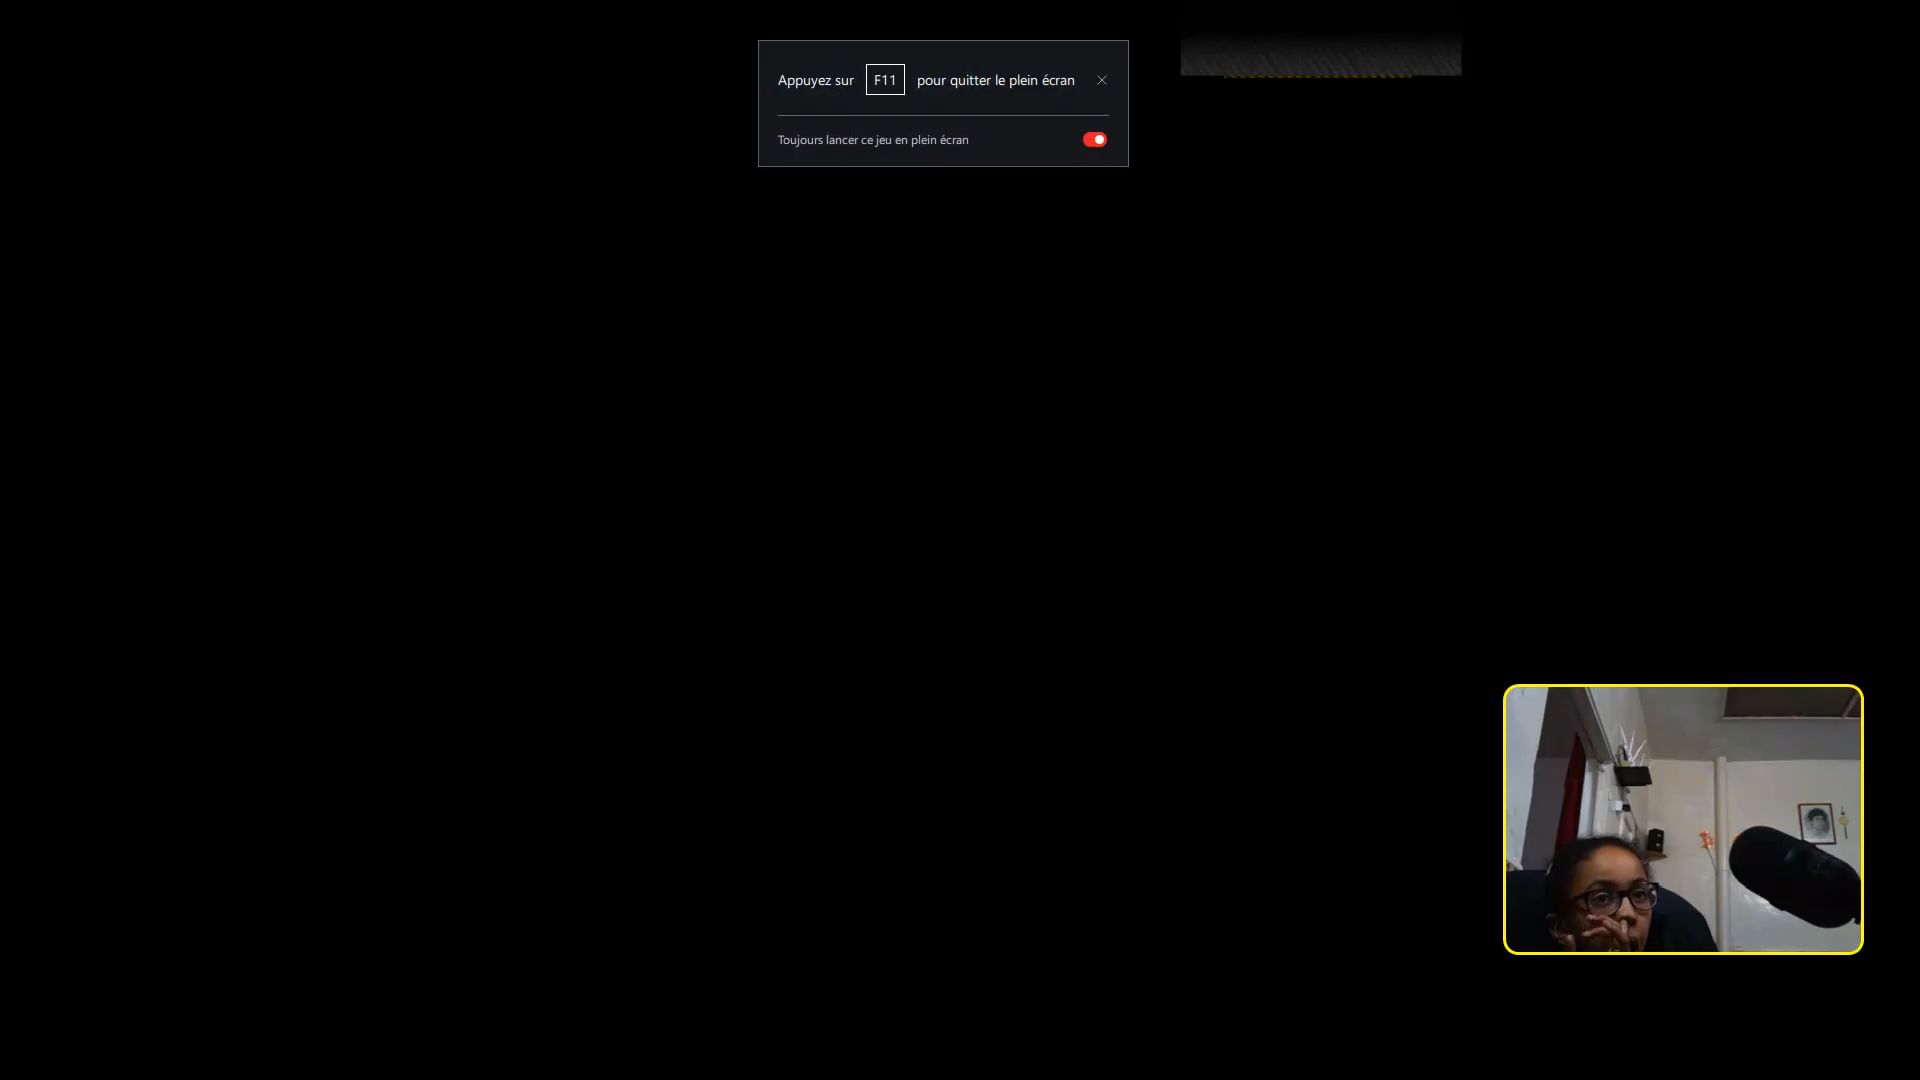 Appuyez sur F11 pour quitter le plein écran
Toujours lancer ce jeu en plein écran